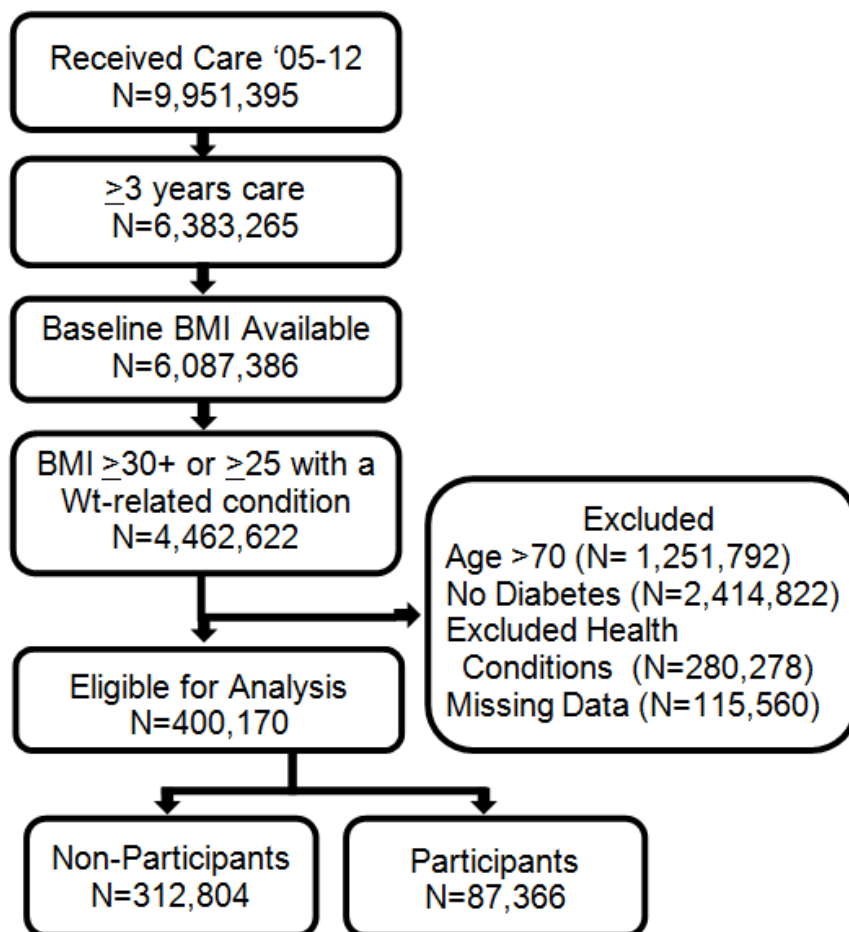 Received Care ‘05-12
N=9,951,395
≥3 years care
N=6,383,265
Baseline BMI Available
N=6,087,386
BMI ≥30+ or ≥25 with a
Wt-related condition
N=4,462,622
Excluded
Age >70 (N= 1,251,792)
No Diabetes (N=2,414,822)
Excluded Health
Conditions (N=280,278)
Missing Data (N=115,560)
Eligible for Analysis
N=400,170
Non-Participants
N=312,804
Participants
N=87,366